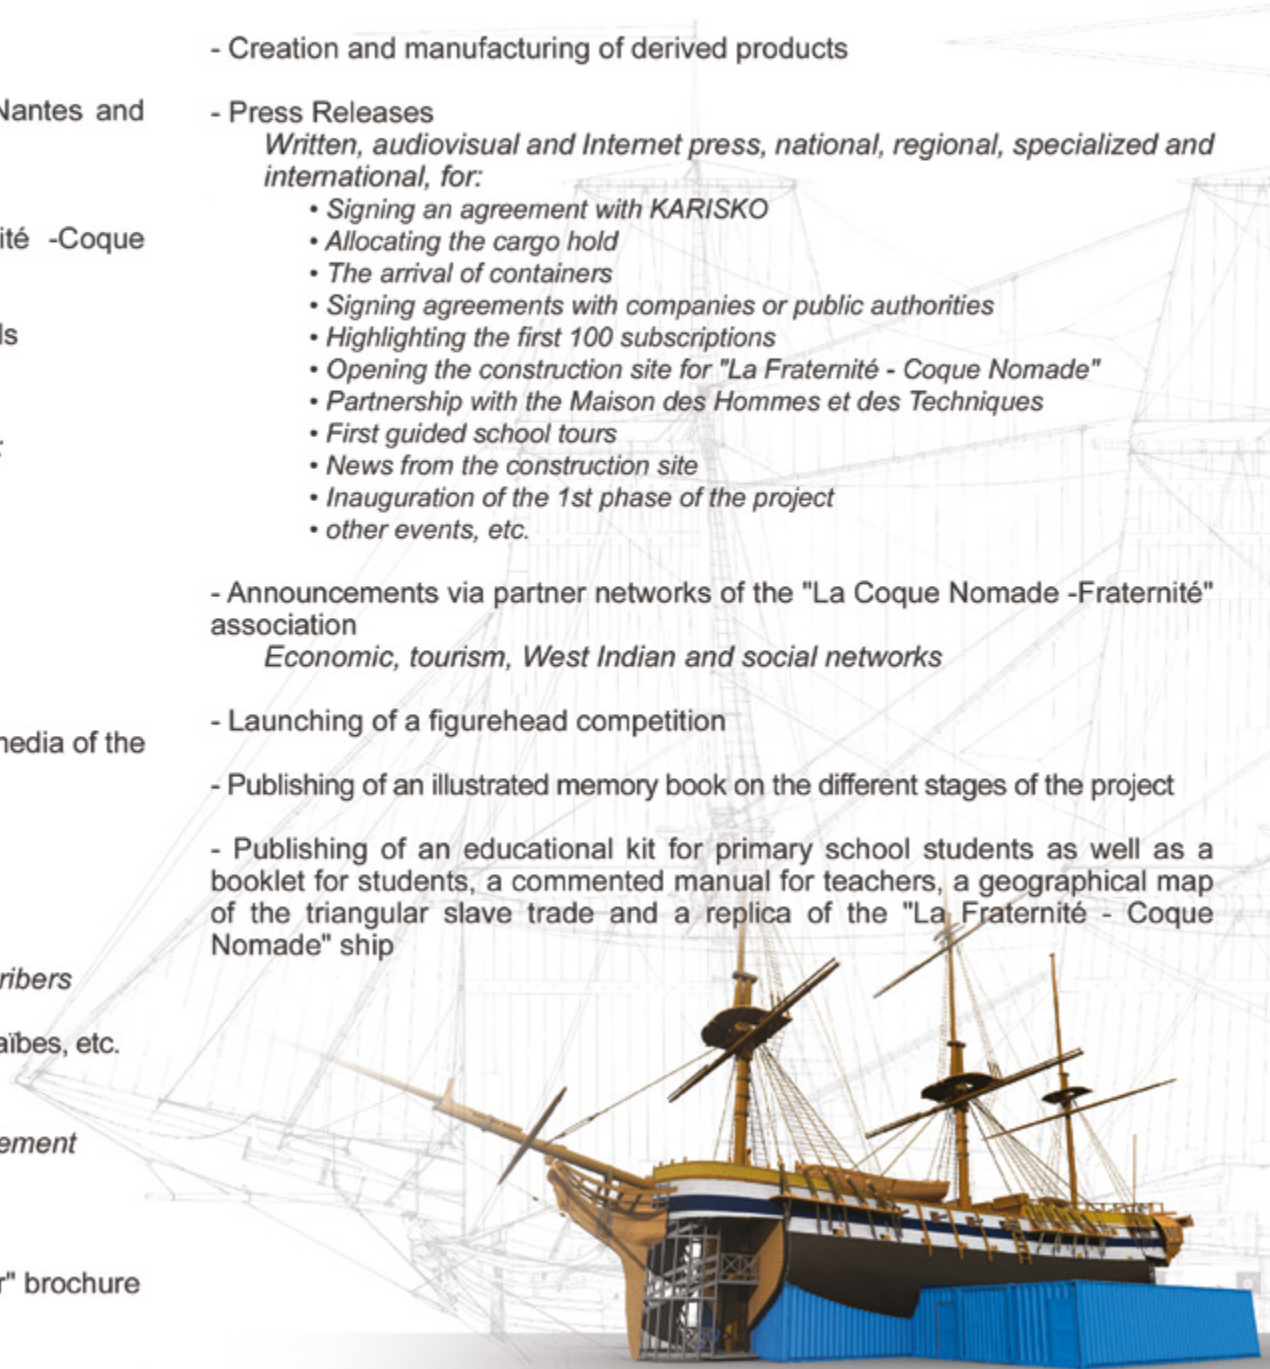 Nantes and
ité -Coque
ls
:
media of the
ribers
aïbes, etc.
ement
r" brochure
- Creation and manufacturing of derived products
- Press Releases
Written, audiovisual and Internet press, national, regional, specialized and
international, for:
• Signing an agreement with KARISKO
• Allocating the cargo hold
• The arrival of containers
• Signing agreements with companies or public authorities
• Highlighting the first 100 subscriptions
• Opening the construction site for "La Fraternité - Coque Nomade"
• Partnership with the Maison des Hommes et des Techniques
• First guided school tours
• News from the construction site
• Inauguration of the 1st phase of the project
• other events, etc.
- Announcements via partner networks of the "La Coque Nomade -Fraternité"
association
Economic, tourism, West Indian and social networks
- Launching of a figurehead competition
- Publishing of an illustrated memory book on the different stages of the project
- Publishing of an educational kit for primary school students as well as a
booklet for students, a commented manual for teachers, a geographical map
of the triangular slave trade and a replica of the "La Fraternité - Coque
Nomade" ship